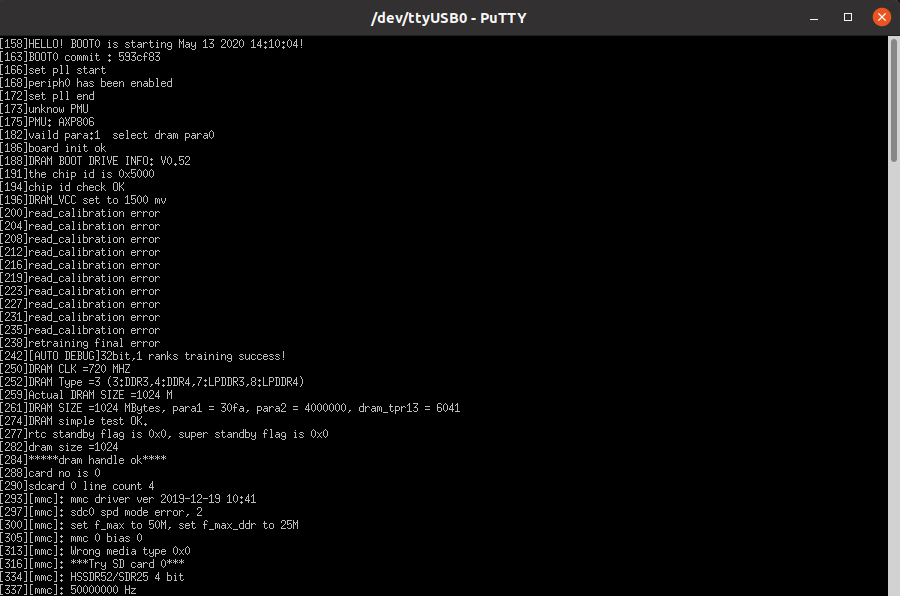 /dev/ttyUSB0 - PuTTY
[158]HELLO! BOOT0 is starting May 13 2020 14:10:04!
[163]BOOT0 commit : 593cf83
[166]set pll start
[168]periph0 has been enabled
[172]set pll end
[173]unknow PMU
[175]PMU: AXP806
[182]vaild para:1  select dram para0
[186]board init ok
[188]DRAM BOOT DRIVE INFO: V0.52
[191]the chip id is 0x5000
[194]chip id check OK
[196]DRAM_VCC set to 1500 mv
[200]read_calibration error
[204]read_calibration error
[208]read_calibration error
[212]read_calibration error
[216]read_calibration error
[219]read_calibration error
[223]read_calibration error
[227]read_calibration error
[231]read_calibration error
[235]read_calibration error
[238]retraining final error
[242][AUTO DEBUG]32bit,1 ranks training success!
[250]DRAM CLK =720 MHZ
[252]DRAM Type =3 (3:DDR3,4:DDR4,7:LPDDR3,8:LPDDR4)
[259]Actual DRAM SIZE =1024 M
[261]DRAM SIZE =1024 MBytes, para1 = 30fa, para2 = 4000000, dram_tpr13 = 6041
[274]DRAM simple test OK.
[277]rtc standby flag is 0x0, super standby flag is 0x0
[282]dram size =1024
[284]*****dram handle ok****
[288]card no is 0
[290]sdcard 0 line count 4
[293][mmc]: mmc driver ver 2019-12-19 10:41
[297][mmc]: sdc0 spd mode error, 2
[300][mmc]: set f_max to 50M, set f_max_ddr to 25M
[305][mmc]: mmc 0 bias 0
[313][mmc]: Wrong media type 0x0
[316][mmc]: ***Try SD card 0***
[334][mmc]: HSSDR52/SDR25 4 bit
[337][mmc]: 50000000 Hz